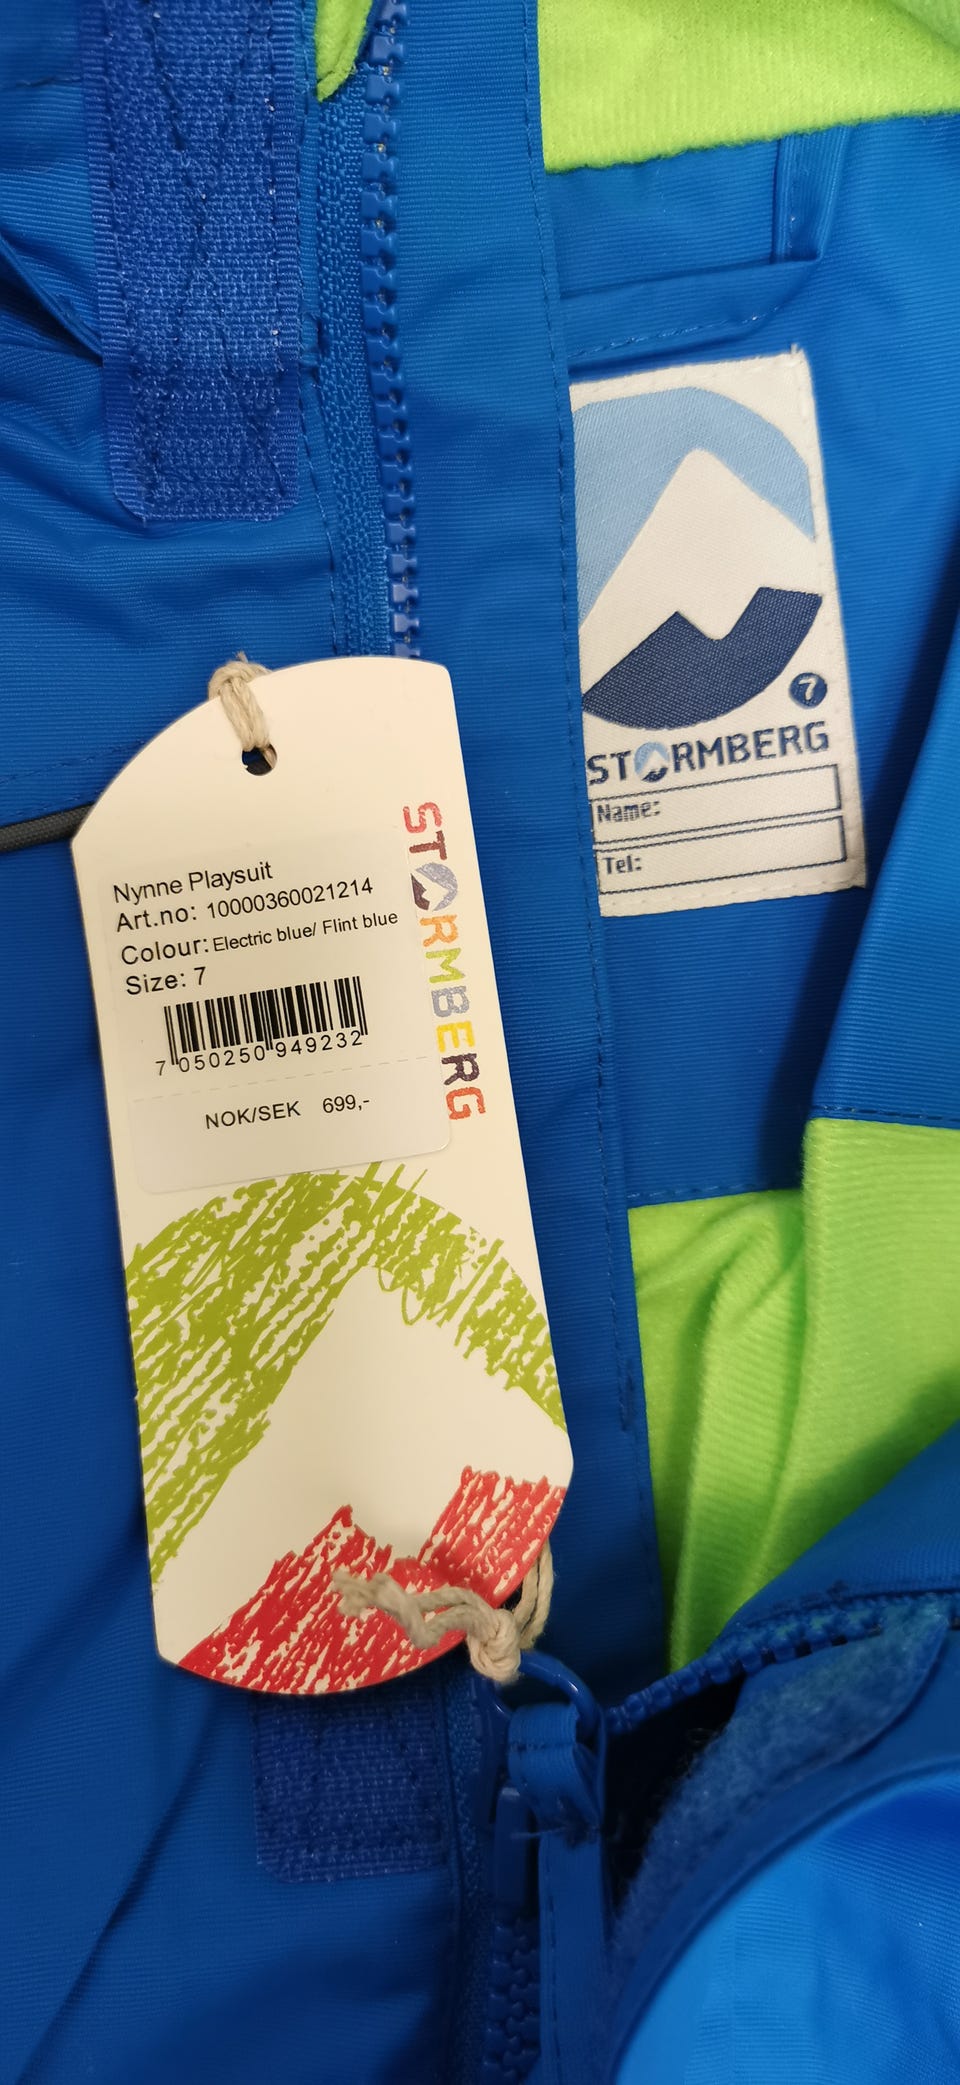 Nynne Playsuit
Art.no: 10000360021214
Colour: Electric blue/ Flint blue
Size: 7
7 050250 949232
NOK/SEK 699,-
STORMBERG
7
STORMBERG
Name:
Tel: